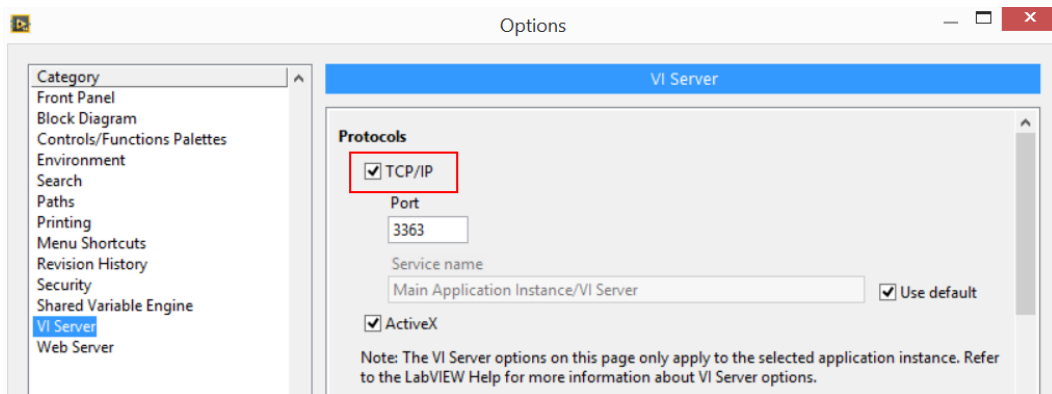 Options
Category
Front Panel
Block Diagram
Controls/Functions Palettes
Environment
Search
Paths
Printing
Menu Shortcuts
Revision History
Security
Shared Variable Engine
VI Server
Web Server
VI Server
Protocols
TCP/IP
Port
3363
Service name
Main Application Instance/VI Server
Use default
ActiveX
Note: The VI Server options on this page only apply to the selected application instance. Refer
to the LabVIEW Help for more information about VI Server options.